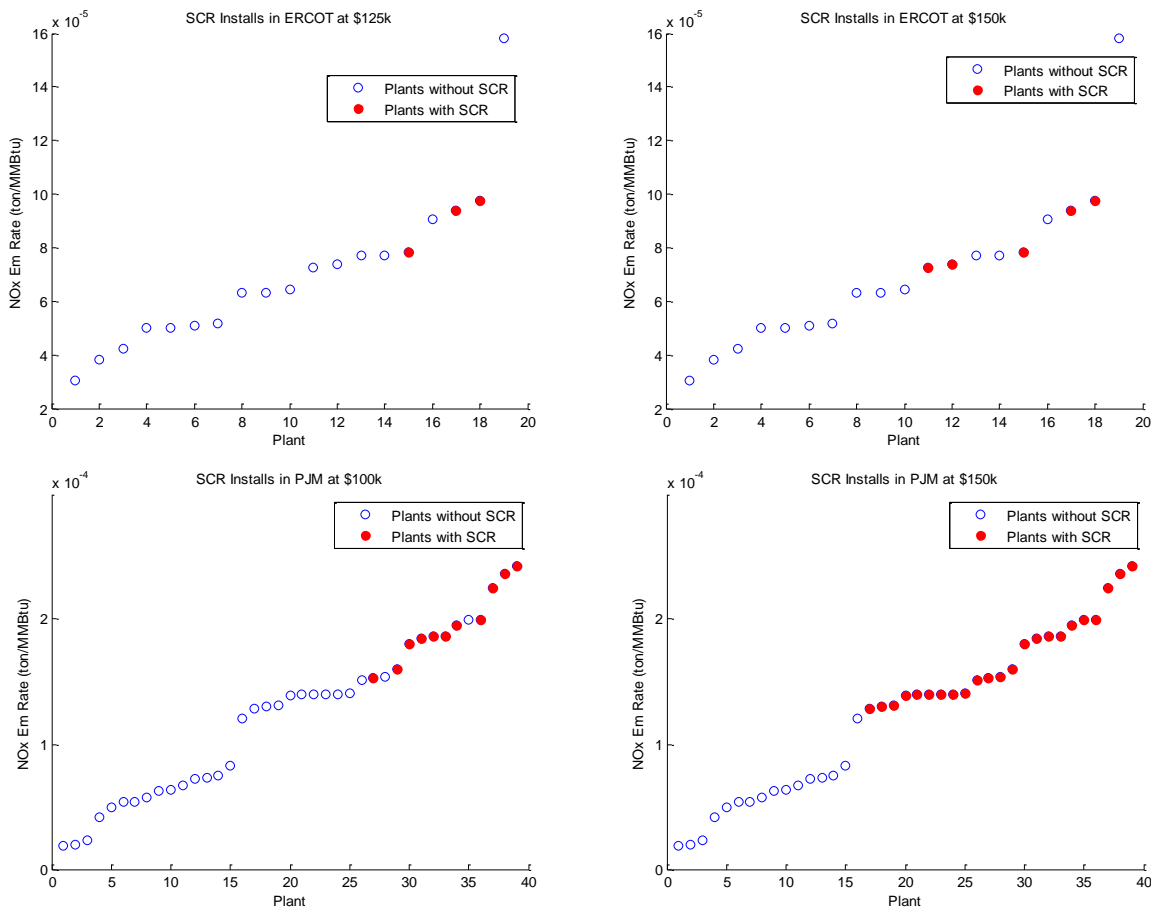 SCR Installs in ERCOT at $125k
x 10^-5
16
14
12
10
8
6
4
2
0 2 4 6 8 10 12 14 16 18 20
NOx Em Rate (ton/MMBtu)
Plant
Plants without SCR
Plants with SCR
SCR Installs in ERCOT at $150k
x 10^-5
16
14
12
10
8
6
4
2
0 2 4 6 8 10 12 14 16 18 20
NOx Em Rate (ton/MMBtu)
Plant
Plants without SCR
Plants with SCR
SCR Installs in PJM at $100k
x 10^-4
2
1
0
0 5 10 15 20 25 30 35 40
NOx Em Rate (ton/MMBtu)
Plant
Plants without SCR
Plants with SCR
SCR Installs in PJM at $150k
x 10^-4
2
1
0
0 5 10 15 20 25 30 35 40
NOx Em Rate (ton/MMBtu)
Plant
Plants without SCR
Plants with SCR